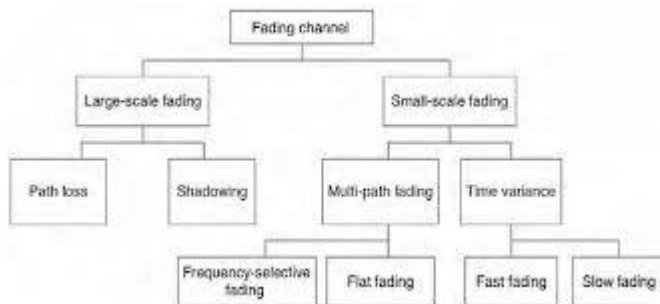 Fading channel
Large-scale fading
Small-scale fading
Path loss
Shadowing
Multi-path fading
Time variance
Frequency-selective
fading
Flat fading
Fast fading
Slow fading